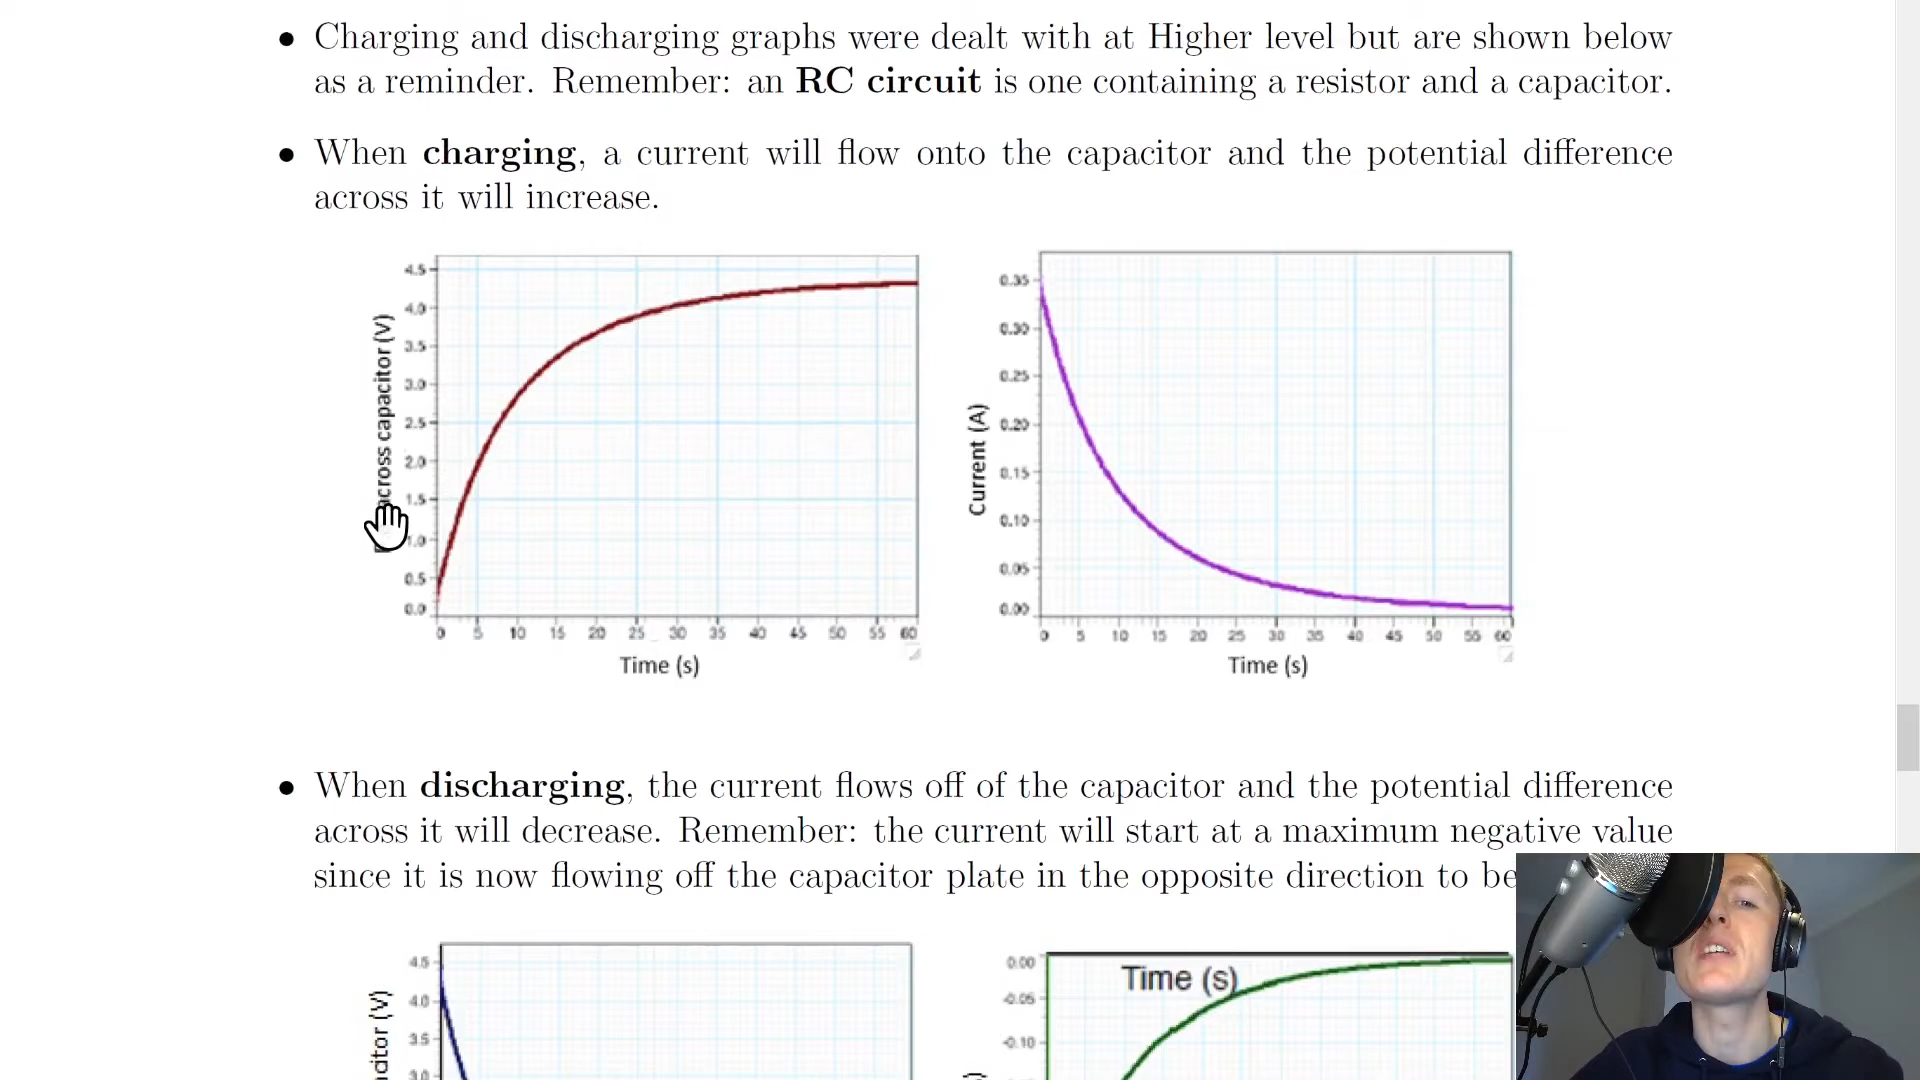 • Charging and discharging graphs were dealt with at Higher level but are shown below
as a reminder. Remember: an RC circuit is one containing a resistor and a capacitor.
• When charging, a current will flow onto the capacitor and the potential difference
across it will increase.
across capacitor (V)
4.5
4.0
3.5
3.0
2.5
2.0
1.5
1.0
0.5
0.0
0 5 10 15 20 25 30 35 40 45 50 55 60
Time (s)
Current (A)
0.35
0.30
0.25
0.20
0.15
0.10
0.05
0.00
0 5 10 15 20 25 30 35 40 45 50 55 60
Time (s)
• When discharging, the current flows off of the capacitor and the potential difference
across it will decrease. Remember: the current will start at a maximum negative value
since it is now flowing off the capacitor plate in the opposite direction to be
(V)
4.5
4.0
3.5
3.0
0.00
-0.05
-0.10
Time (s)